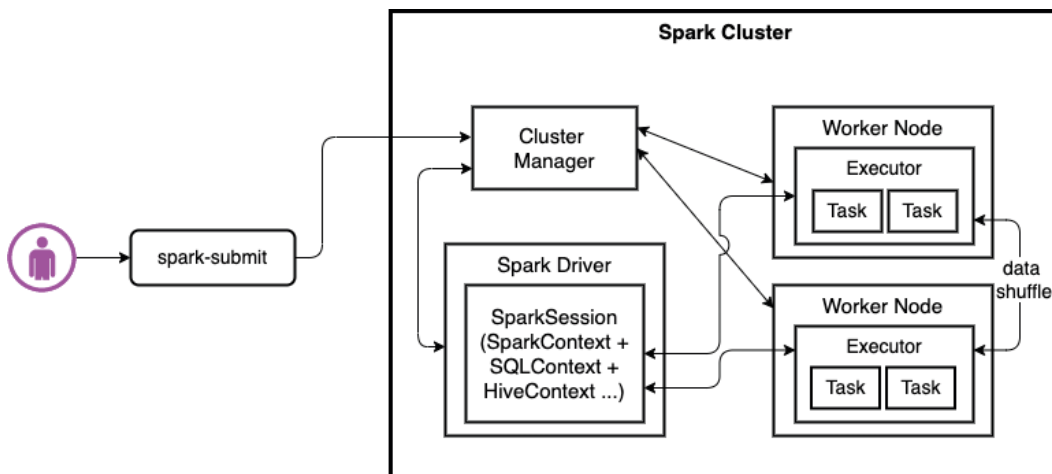 Spark Cluster
spark-submit
Cluster
Manager
Spark Driver
SparkSession
(SparkContext +
SQLContext +
HiveContext ...)
Worker Node
Executor
Task
Task
data
shuffle
Worker Node
Executor
Task
Task